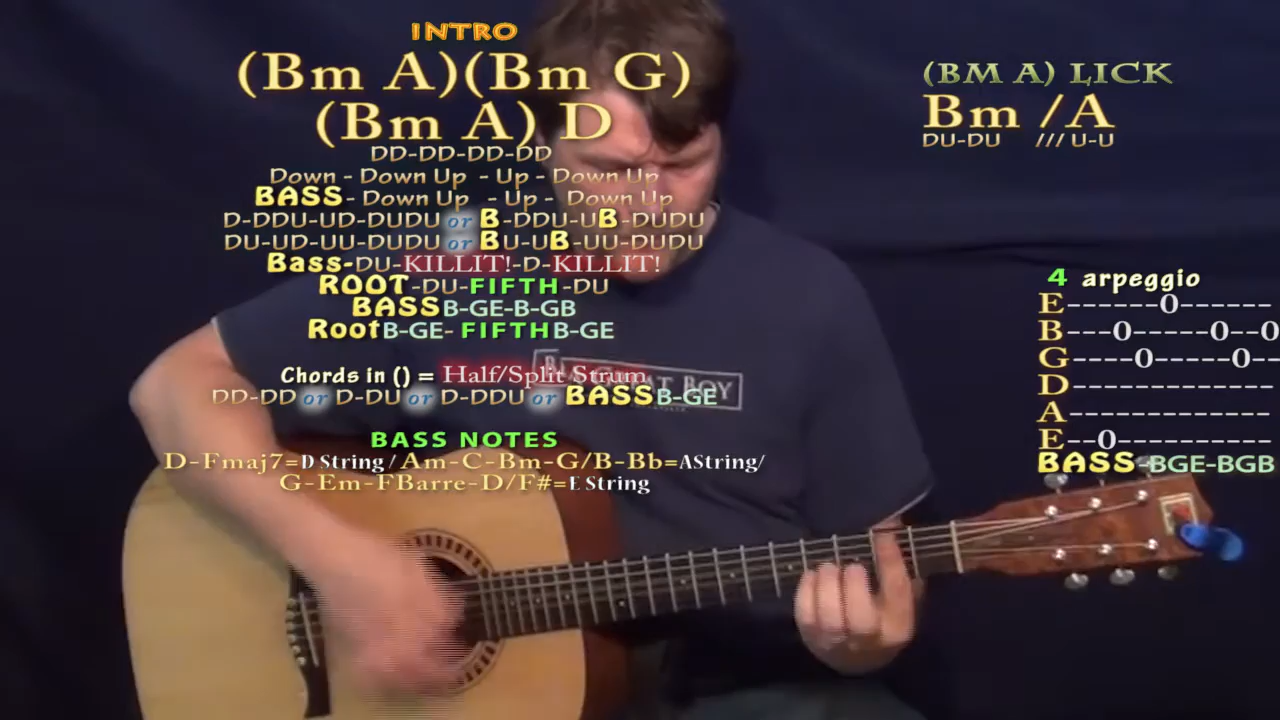 INTRO
(Bm A)(Bm G)
(Bm A) D
DD-DD-DD-DD
Down - Down Up - Up - Down Up
BASS - Down Up - Up - Down Up
D-DDU-UD-DUDU or B-DDU-UB-DUDU
DU-UD-UU-DUDU or BU-UB-UU-DUDU
Bass-DU-KILLIT!-D-KILLIT!
ROOT-DU-FIFTH-DU
BASSB-GE-B-GB
RootB-GE- FIFTHB-GE
Chords in () = Half/Split Strum
DD-DD or D-DU or D-DDU or BASSB-GE
BASS NOTES
D-Fmaj7=D String / Am-C-Bm-G/B-Bb=AString/
G-Em-FBarre-D/F#=E String
(BM A) LICK
Bm /A
DU-DU /// U-U
4 arpeggio
E------0------
B---0-----0--0
G-----0-----0--
D-------------
A-------------
E--0----------
BASS-BGE-BGB
BOY